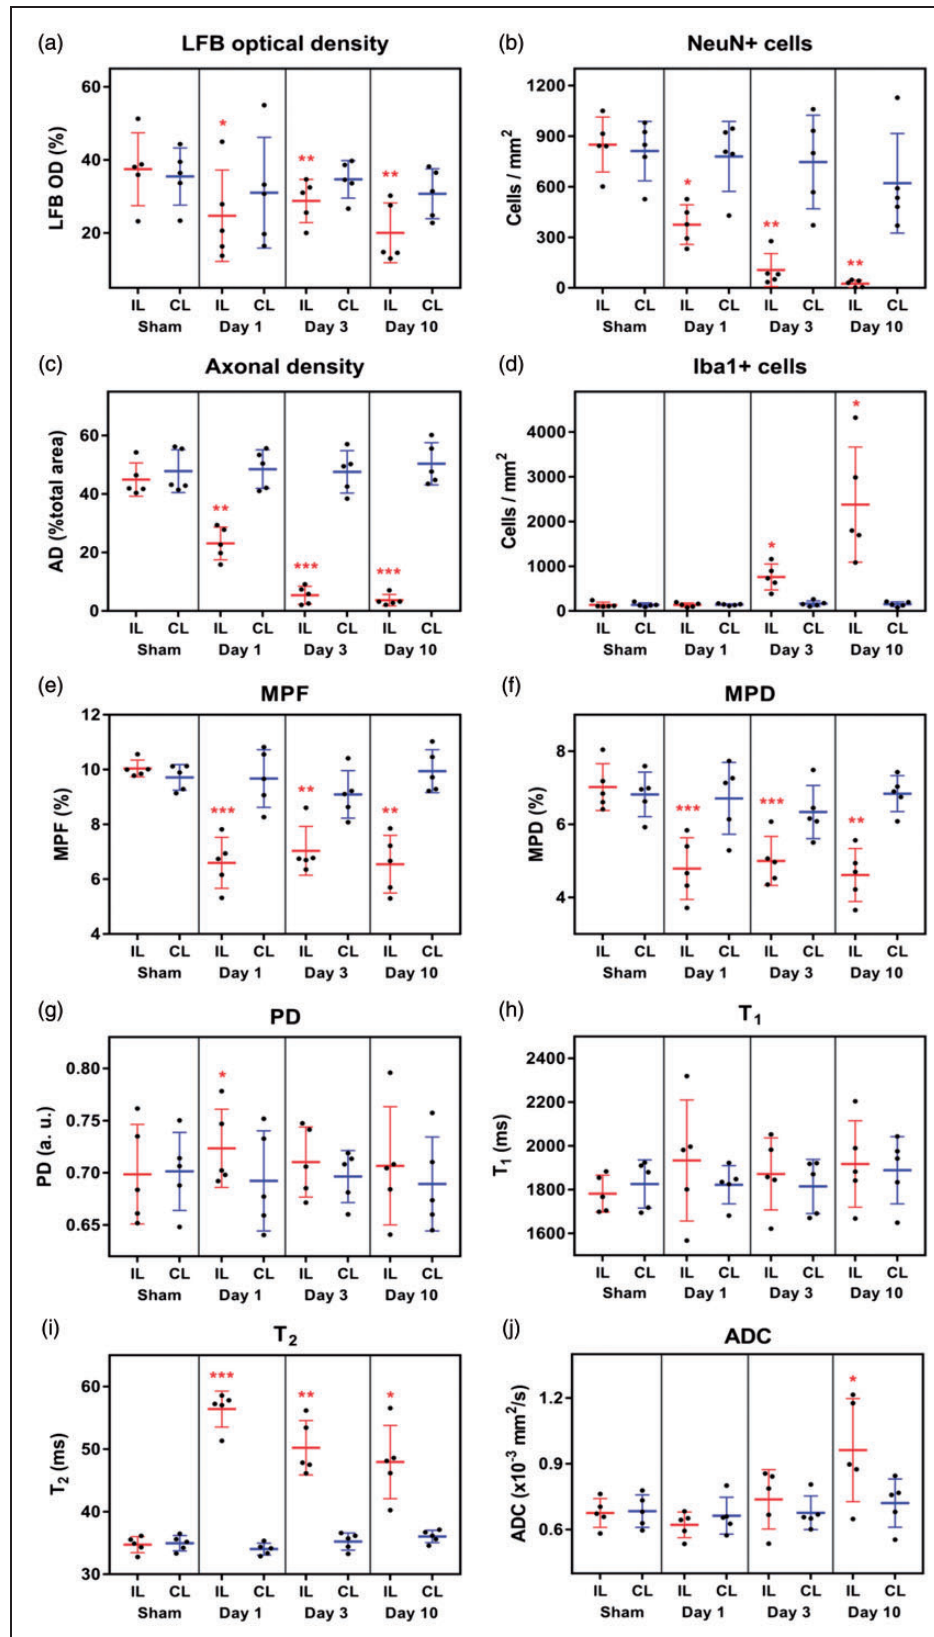 (a) LFB optical density
LFB OD (%)
60
40
20
* ** **
IL CL IL CL IL CL IL CL
Sham Day 1 Day 3 Day 10
(b) NeuN+ cells
Cells / mm²
1200
900
600
300
0
* ** **
IL CL IL CL IL CL IL CL
Sham Day 1 Day 3 Day 10
(c) Axonal density
AD (%total area)
60
40
20
0
** *** ***
IL CL IL CL IL CL IL CL
Sham Day 1 Day 3 Day 10
(d) Iba1+ cells
Cells / mm²
4000
3000
2000
1000
0
* *
IL CL IL CL IL CL IL CL
Sham Day 1 Day 3 Day 10
(e) MPF
MPF (%)
12
10
8
6
4
*** ** **
IL CL IL CL IL CL IL CL
Sham Day 1 Day 3 Day 10
(f) MPD
MPD (%)
8
6
4
*** *** **
IL CL IL CL IL CL IL CL
Sham Day 1 Day 3 Day 10
(g) PD
PD (a. u.)
0.80
0.75
0.70
0.65
*
IL CL IL CL IL CL IL CL
Sham Day 1 Day 3 Day 10
(h) T₁
T₁ (ms)
2400
2200
2000
1800
1600
IL CL IL CL IL CL IL CL
Sham Day 1 Day 3 Day 10
(i) T₂
T₂ (ms)
60
50
40
30
*** ** *
IL CL IL CL IL CL IL CL
Sham Day 1 Day 3 Day 10
(j) ADC
ADC (x10⁻³ mm²/s)
1.2
0.9
0.6
*
IL CL IL CL IL CL IL CL
Sham Day 1 Day 3 Day 10